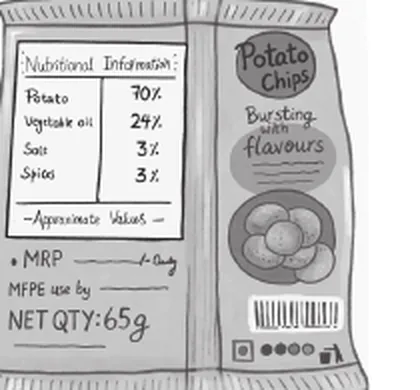 Nutritional Information:
Potato 70%
Vegetable oil 24%
Salt 3%
Spices 3%
-Approximate Values-
• MRP /- Only
MFPE use by
NET QTY: 65g
Potato
Chips
Bursting
with
flavours